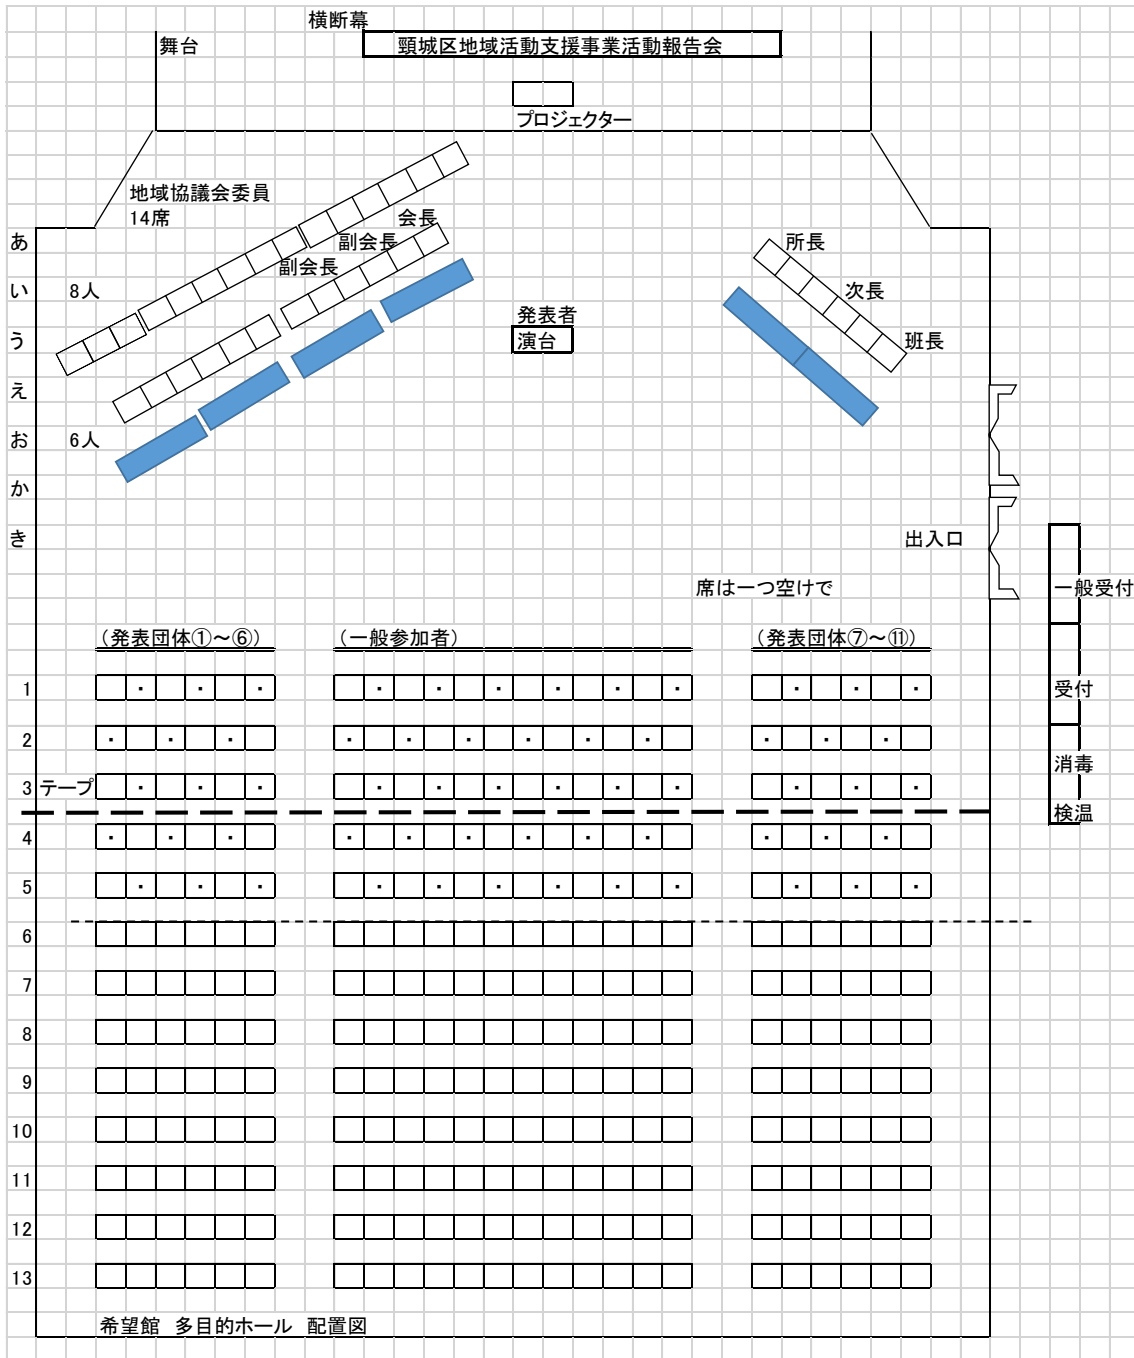 横断幕
舞台
頸城区地域活動支援事業活動報告会
プロジェクター
地域協議会委員
14席
会長
副会長
副会長
所長
次長
班長
発表者
演台
あ
い
8人
う
え
お
6人
か
き
出入口
席は一つ空けで
一般受付
(発表団体①~⑥)
(一般参加者)
(発表団体⑦~⑪)
1
受付
2
消毒
3
テープ
検温
4
5
6
7
8
9
10
11
12
13
希望館 多目的ホール 配置図